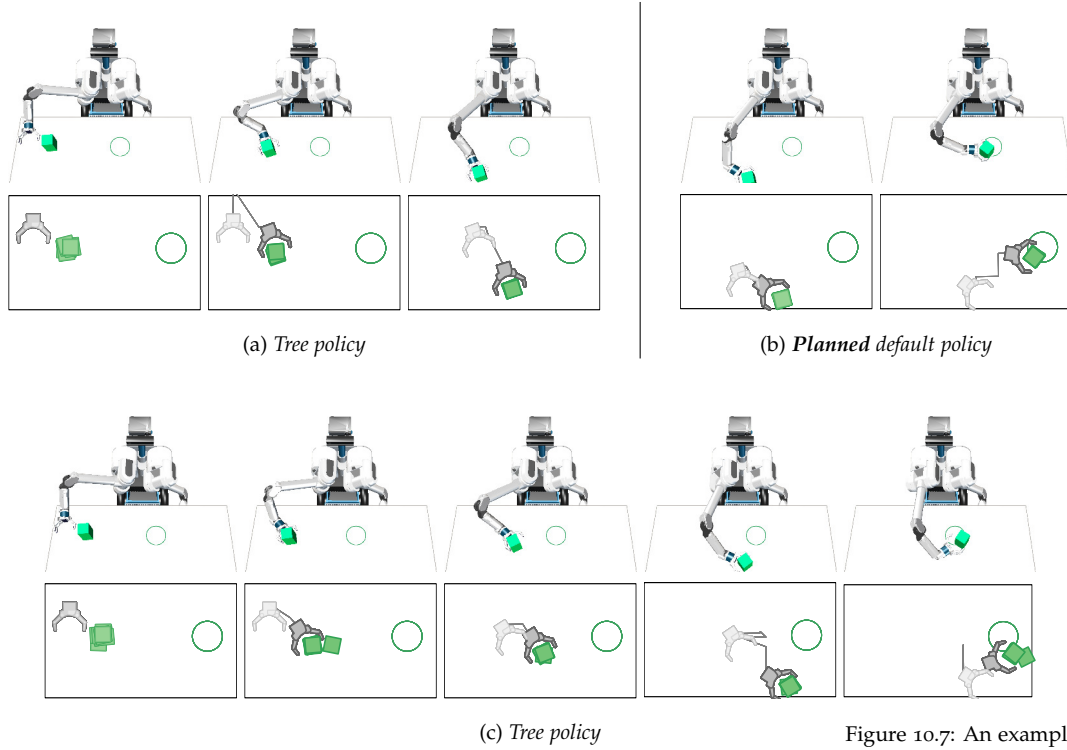 (a) Tree policy
(b) Planned default policy
(c) Tree policy
Figure 10.7: An exampl